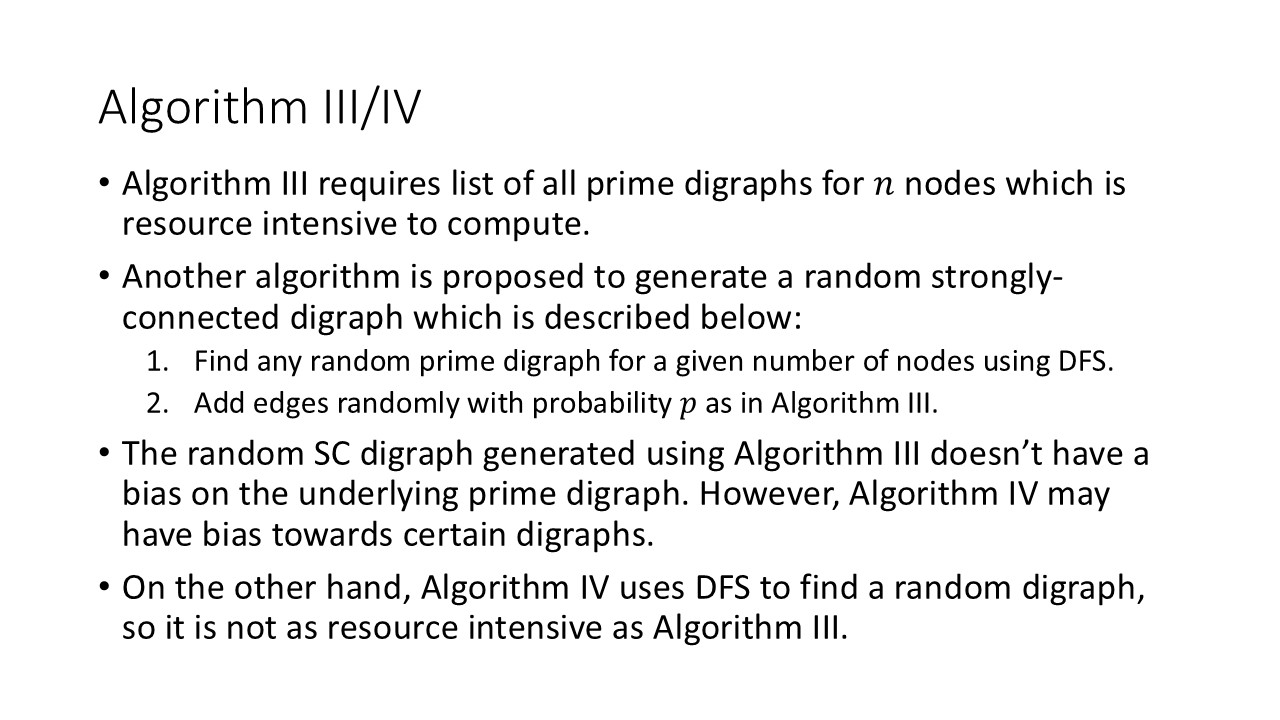 Algorithm III/IV
• Algorithm III requires list of all prime digraphs for 𝑛 nodes which is
resource intensive to compute.
• Another algorithm is proposed to generate a random strongly-
connected digraph which is described below:
1. Find any random prime digraph for a given number of nodes using DFS.
2. Add edges randomly with probability 𝑝 as in Algorithm III.
• The random SC digraph generated using Algorithm III doesn’t have a
bias on the underlying prime digraph. However, Algorithm IV may
have bias towards certain digraphs.
• On the other hand, Algorithm IV uses DFS to find a random digraph,
so it is not as resource intensive as Algorithm III.